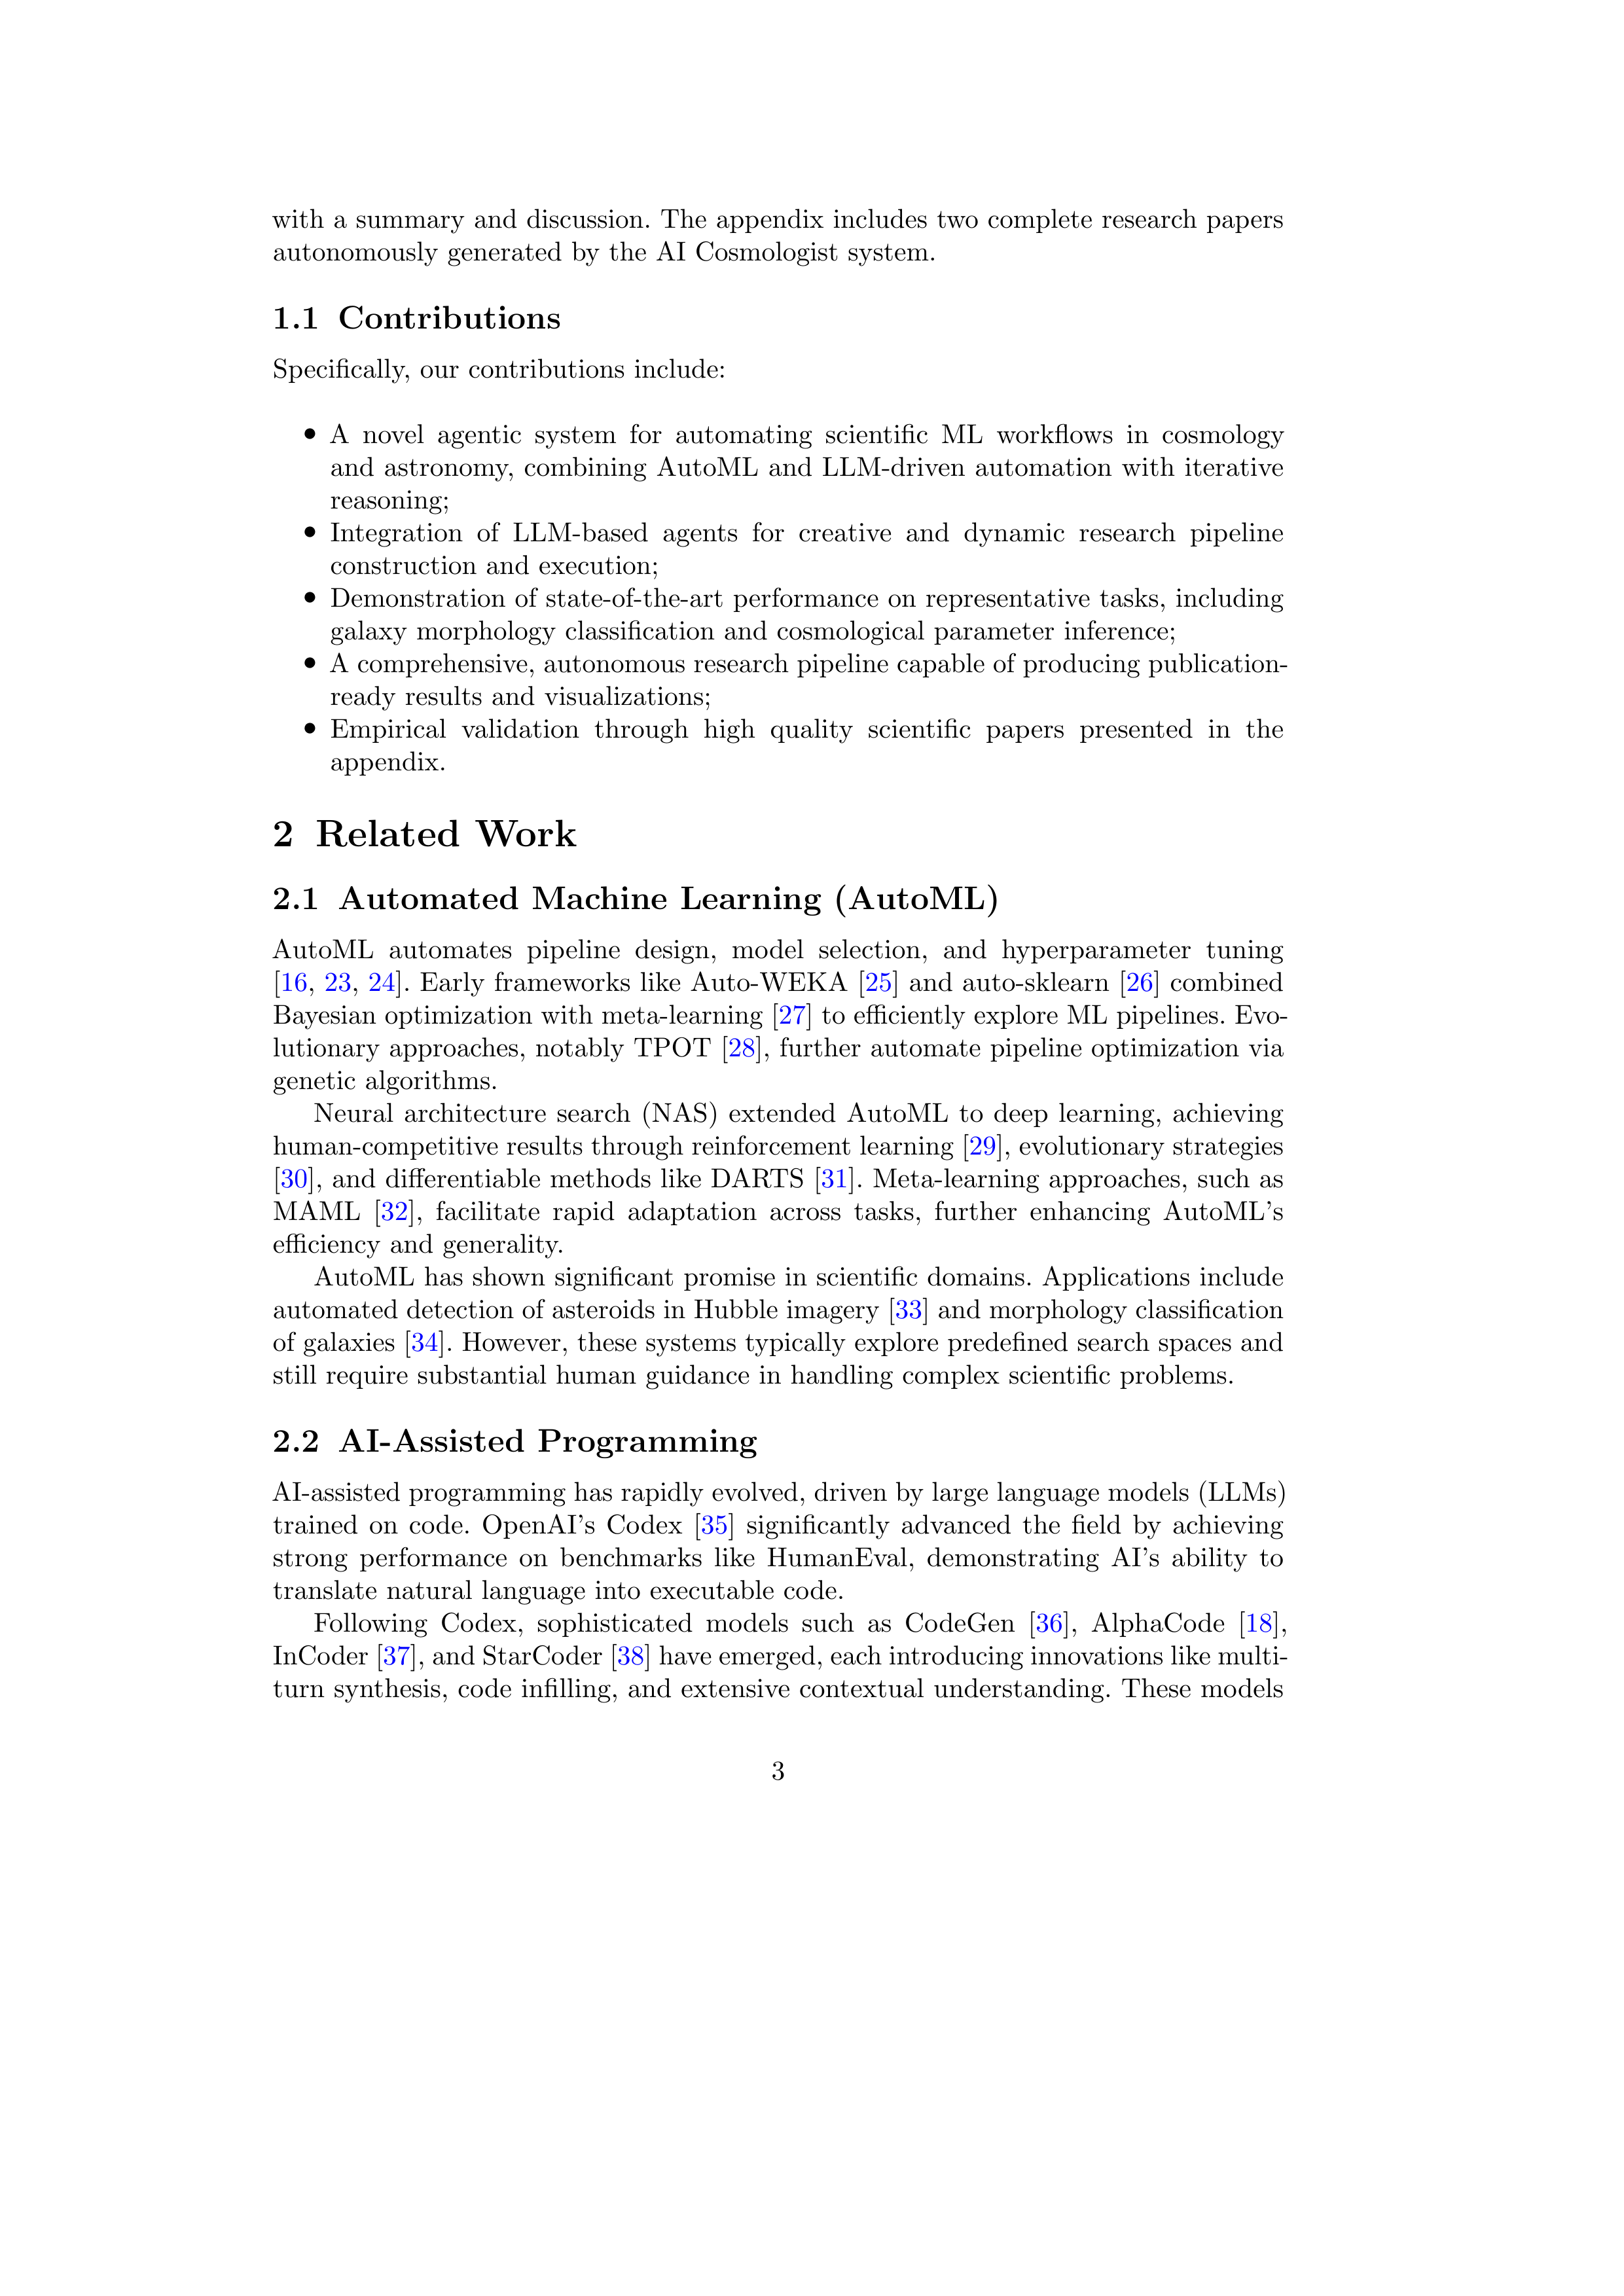 with a summary and discussion. The appendix includes two complete research papers
autonomously generated by the AI Cosmologist system.
1.1 Contributions
Specifically, our contributions include:
• A novel agentic system for automating scientific ML workflows in cosmology
and astronomy, combining AutoML and LLM-driven automation with iterative
reasoning;
• Integration of LLM-based agents for creative and dynamic research pipeline
construction and execution;
• Demonstration of state-of-the-art performance on representative tasks, including
galaxy morphology classification and cosmological parameter inference;
• A comprehensive, autonomous research pipeline capable of producing publication-
ready results and visualizations;
• Empirical validation through high quality scientific papers presented in the
appendix.
2 Related Work
2.1 Automated Machine Learning (AutoML)
AutoML automates pipeline design, model selection, and hyperparameter tuning
[16, 23, 24]. Early frameworks like Auto-WEKA [25] and auto-sklearn [26] combined
Bayesian optimization with meta-learning [27] to efficiently explore ML pipelines. Evo-
lutionary approaches, notably TPOT [28], further automate pipeline optimization via
genetic algorithms.
Neural architecture search (NAS) extended AutoML to deep learning, achieving
human-competitive results through reinforcement learning [29], evolutionary strategies
[30], and differentiable methods like DARTS [31]. Meta-learning approaches, such as
MAML [32], facilitate rapid adaptation across tasks, further enhancing AutoML's
efficiency and generality.
AutoML has shown significant promise in scientific domains. Applications include
automated detection of asteroids in Hubble imagery [33] and morphology classification
of galaxies [34]. However, these systems typically explore predefined search spaces and
still require substantial human guidance in handling complex scientific problems.
2.2 AI-Assisted Programming
AI-assisted programming has rapidly evolved, driven by large language models (LLMs)
trained on code. OpenAI's Codex [35] significantly advanced the field by achieving
strong performance on benchmarks like HumanEval, demonstrating AI's ability to
translate natural language into executable code.
Following Codex, sophisticated models such as CodeGen [36], AlphaCode [18],
InCoder [37], and StarCoder [38] have emerged, each introducing innovations like multi-
turn synthesis, code infilling, and extensive contextual understanding. These models
3